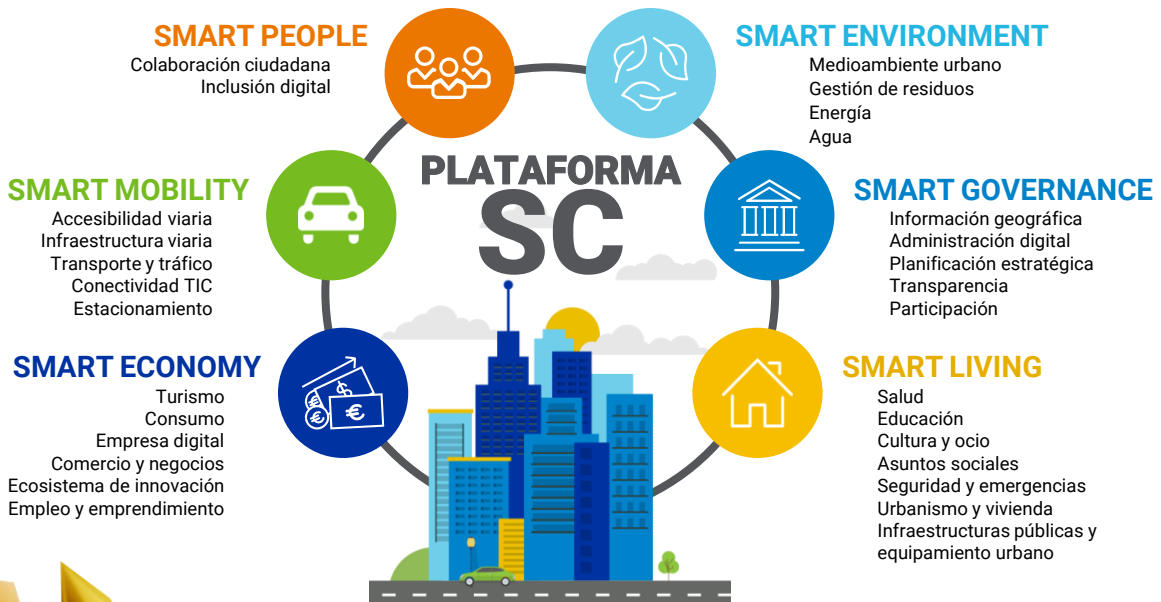 SMART PEOPLE
Colaboración ciudadana
Inclusión digital
SMART ENVIRONMENT
Medioambiente urbano
Gestión de residuos
Energía
Agua
PLATAFORMA
SC
SMART MOBILITY
Accesibilidad viaria
Infraestructura viaria
Transporte y tráfico
Conectividad TIC
Estacionamiento
SMART GOVERNANCE
Información geográfica
Administración digital
Planificación estratégica
Transparencia
Participación
SMART ECONOMY
Turismo
Consumo
Empresa digital
Comercio y negocios
Ecosistema de innovación
Empleo y emprendimiento
$
€
€
€
SMART LIVING
Salud
Educación
Cultura y ocio
Asuntos sociales
Seguridad y emergencias
Urbanismo y vivienda
Infraestructuras públicas y
equipamiento urbano